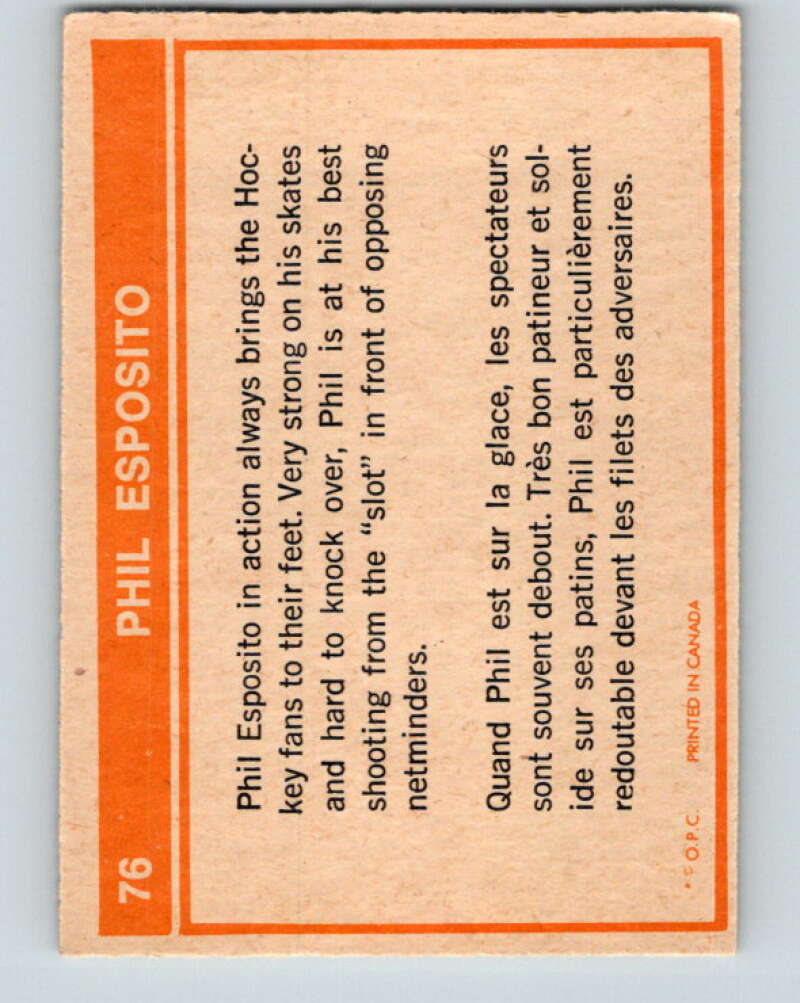 76 PHIL ESPOSITO
Phil Esposito in action always brings the Hoc-
key fans to their feet. Very strong on his skates
and hard to knock over, Phil is at his best
shooting from the “slot” in front of opposing
netminders.
Quand Phil est sur la glace, les spectateurs
sont souvent debout. Très bon patineur et sol-
ide sur ses patins, Phil est particulièrement
redoutable devant les filets des adversaires.
* © O.P.C. PRINTED IN CANADA